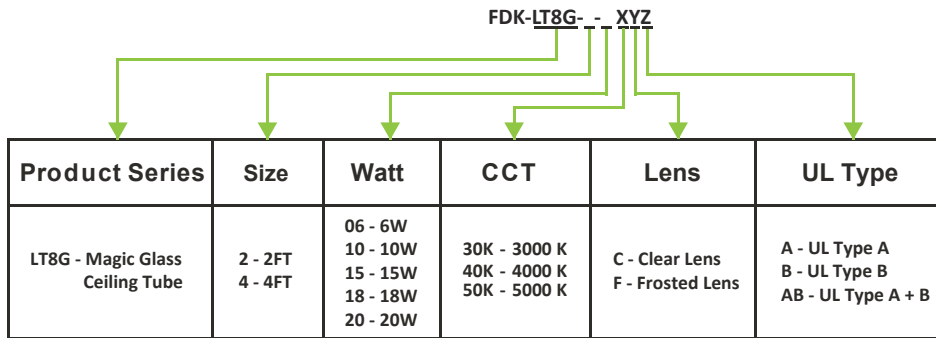 FDK-LT8G- - - XYZ
Product Series Size Watt CCT Lens UL Type
LT8G - Magic Glass
Ceiling Tube
2 - 2FT
4 - 4FT
06 - 6W
10 - 10W
15 - 15W
18 - 18W
20 - 20W
30K - 3000 K
40K - 4000 K
50K - 5000 K
C - Clear Lens
F - Frosted Lens
A - UL Type A
B - UL Type B
AB - UL Type A + B